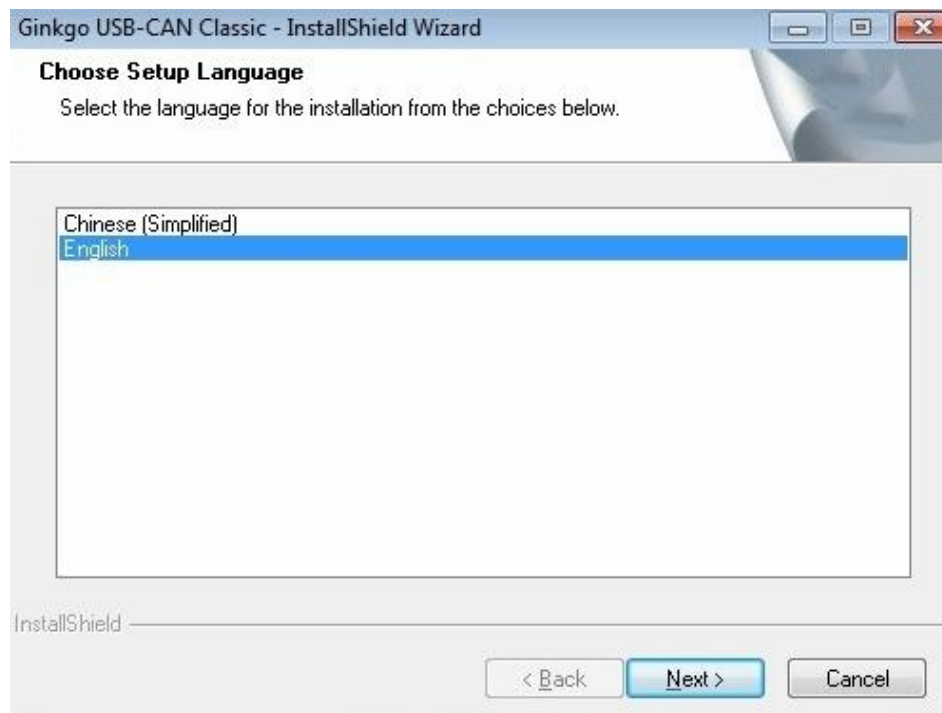 Ginkgo USB-CAN Classic - InstallShield Wizard
Choose Setup Language
Select the language for the installation from the choices below.
Chinese (Simplified)
English
InstallShield
< Back Next > Cancel